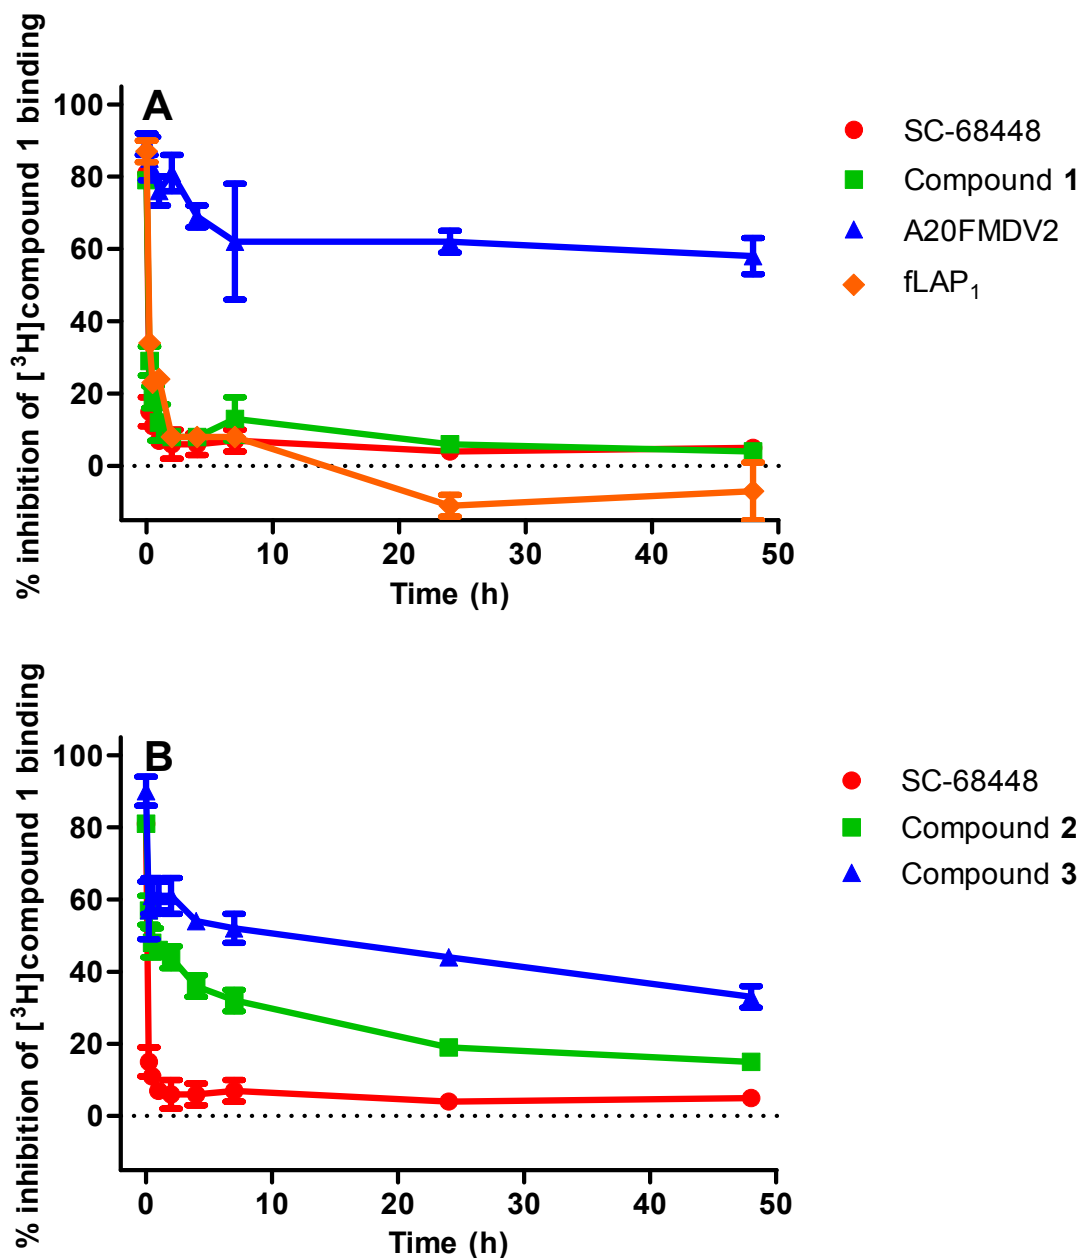 A
% inhibition of [³H]compound 1 binding
100
80
60
40
20
0
0 10 20 30 40 50
Time (h)
SC-68448
Compound 1
A20FMDV2
fLAP₁
B
% inhibition of [³H]compound 1 binding
100
80
60
40
20
0
0 10 20 30 40 50
Time (h)
SC-68448
Compound 2
Compound 3